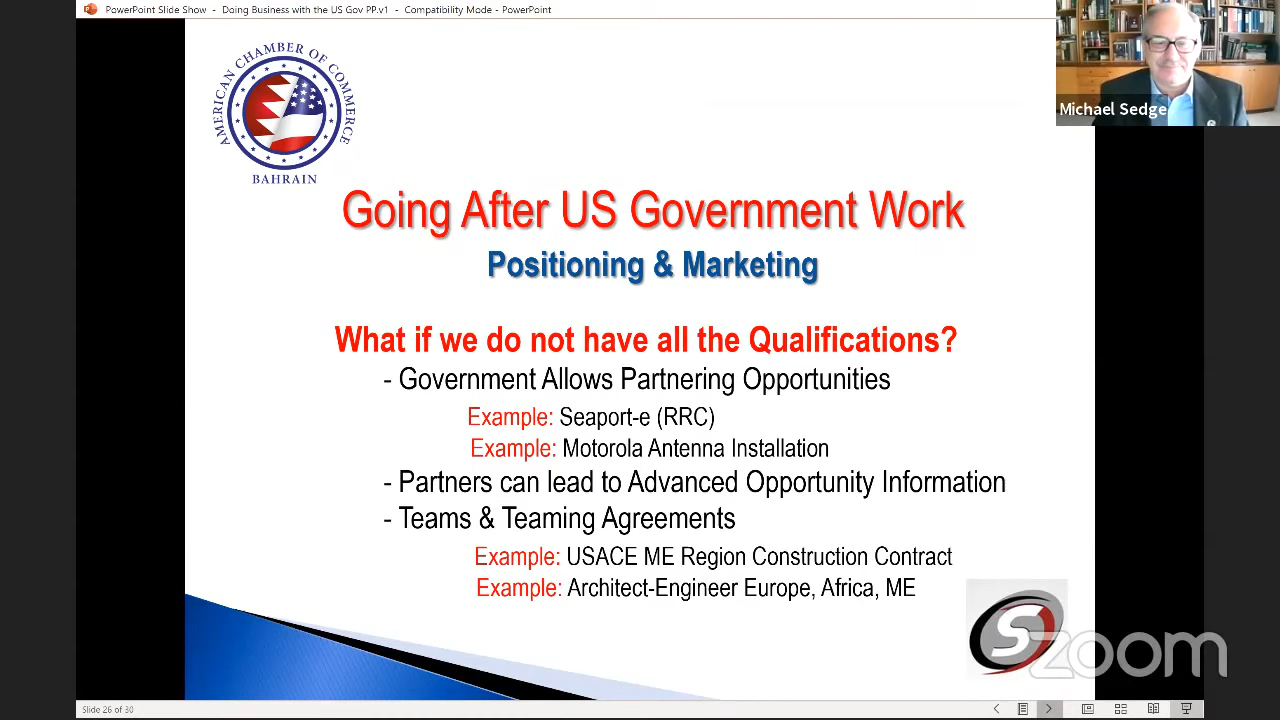 PowerPoint Slide Show - Doing Business with the US Gov PP.v1 - Compatibility Mode - PowerPoint
Michael Sedge
AMERICAN CHAMBER OF COMMERCE
BAHRAIN
Going After US Government Work
Positioning & Marketing
What if we do not have all the Qualifications?
- Government Allows Partnering Opportunities
Example: Seaport-e (RRC)
Example: Motorola Antenna Installation
- Partners can lead to Advanced Opportunity Information
- Teams & Teaming Agreements
Example: USACE ME Region Construction Contract
Example: Architect-Engineer Europe, Africa, ME
S
zoom
Slide 26 of 30